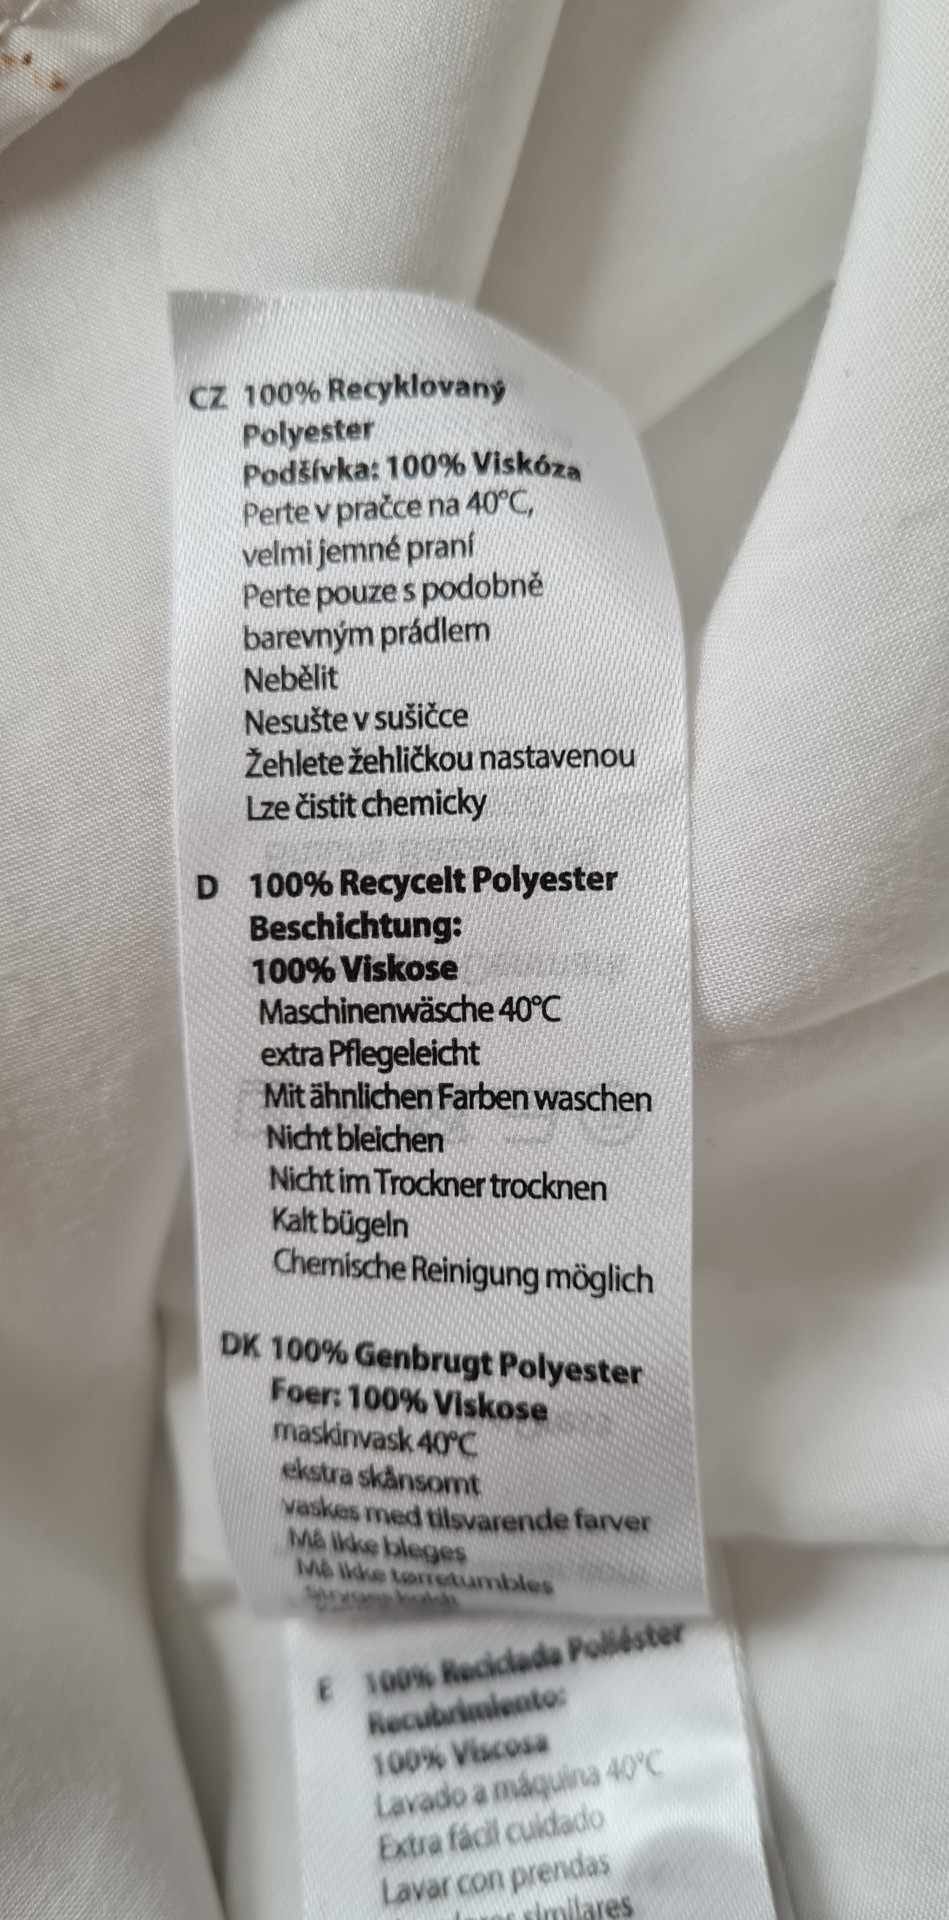 CZ 100% Recyklovaný
Polyester
Podšívka: 100% Viskóza
Perte v pračce na 40°C,
velmi jemné praní
Perte pouze s podobně
barevným prádlem
Nebělit
Nesušte v sušičce
Žehlete žehličkou nastavenou
Lze čistit chemicky
D 100% Recycelt Polyester
Beschichtung:
100% Viskose
Maschinenwäsche 40°C
extra Pflegeleicht
Mit ähnlichen Farben waschen
Nicht bleichen
Nicht im Trockner trocknen
Kalt bügeln
Chemische Reinigung möglich
DK 100% Genbrugt Polyester
Foer: 100% Viskose
maskinvask 40°C
ekstra skånsomt
vaskes med tilsvarende farver
Må ikke bleges
Må ikke tørretumbles
E 100% Reciclada Poliéster
Recubrimiento:
100% Viscosa
Lavado a máquina 40°C
Extra fácil cuidado
Lavar con prendas
similares